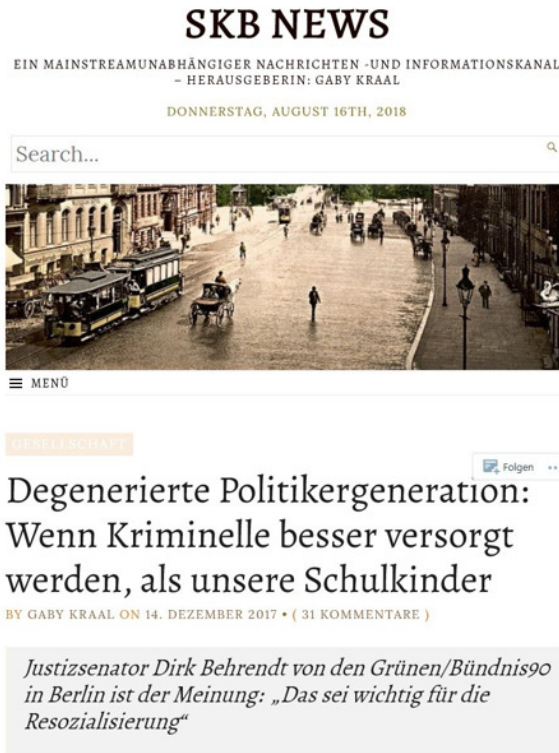 SKB NEWS
EIN MAINSTREAMUNABHÄNGIGER NACHRICHTEN -UND INFORMATIONSKANAL
– HERAUSGEBERIN: GABY KRAAL
DONNERSTAG, AUGUST 16TH, 2018
Search...
MENÜ
GESELLSCHAFT
Folgen
Degenerierte Politikergeneration:
Wenn Kriminelle besser versorgt
werden, als unsere Schulkinder
BY GABY KRAAL ON 14. DEZEMBER 2017 • ( 31 KOMMENTARE )
Justizsenator Dirk Behrendt von den Grünen/Bündnis90
in Berlin ist der Meinung: „Das sei wichtig für die
Resozialisierung“